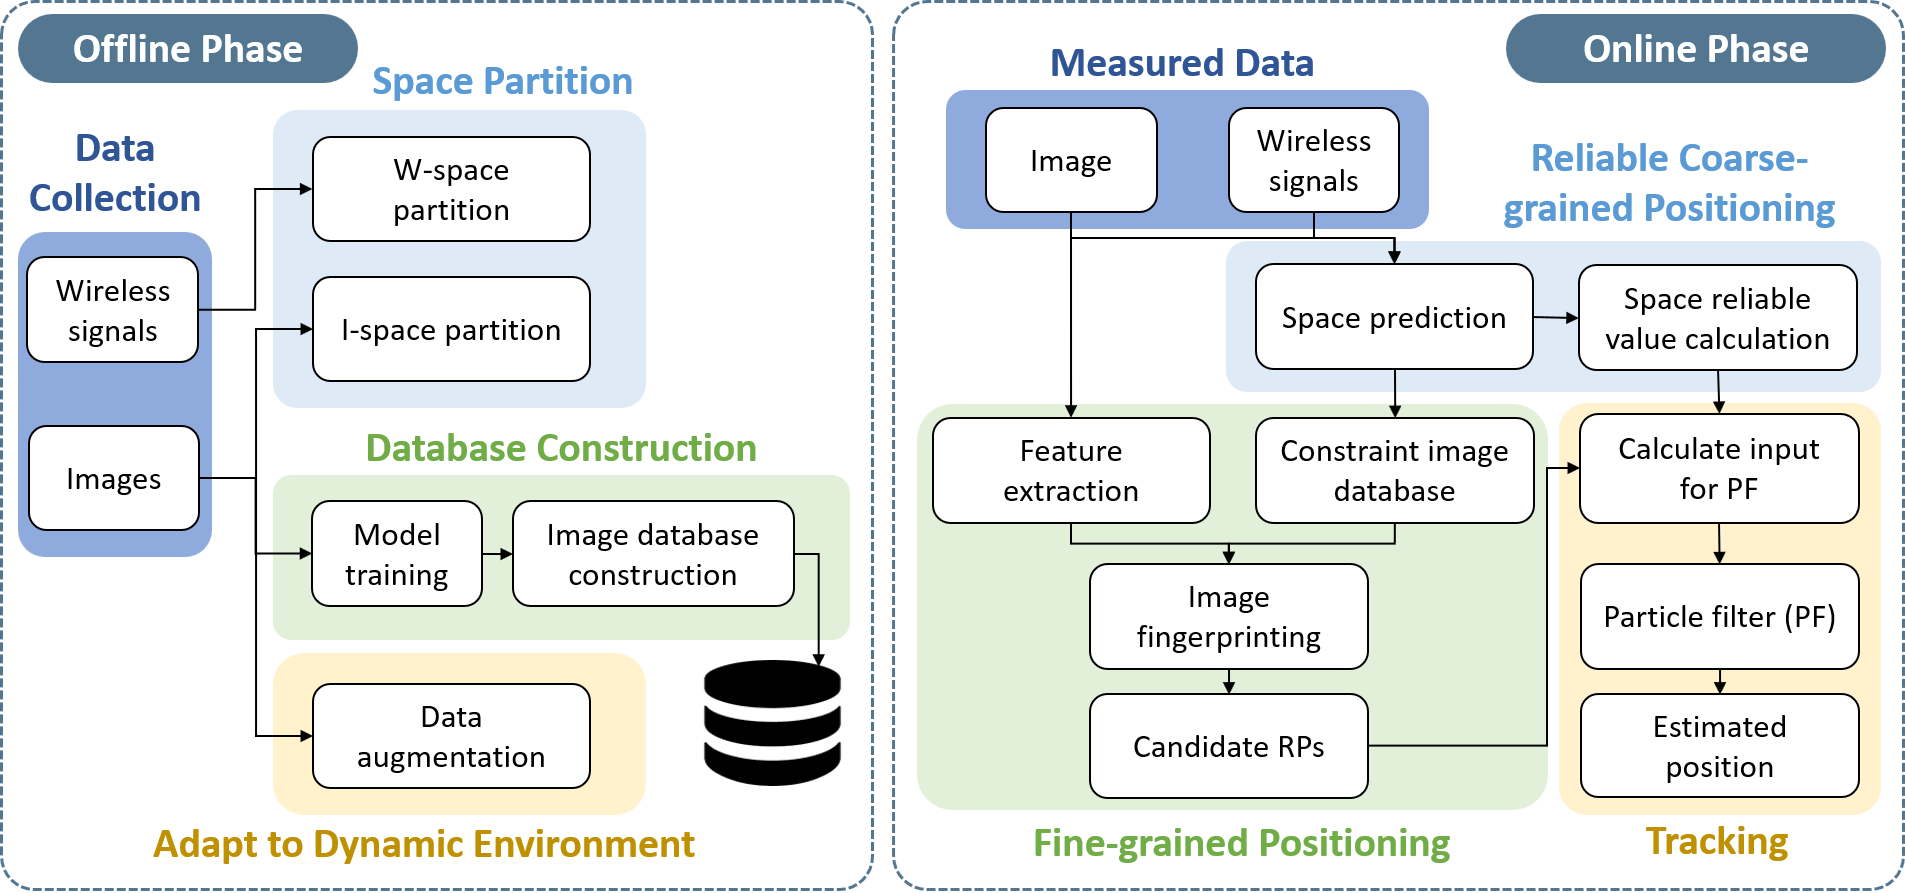 Offline Phase
Space Partition
Data
Collection
W-space
partition
Wireless
signals
I-space partition
Images
Database Construction
Model
training
Image database
construction
Data
augmentation
Adapt to Dynamic Environment
Online Phase
Measured Data
Image
Wireless
signals
Reliable Coarse-
grained Positioning
Space prediction
Space reliable
value calculation
Feature
extraction
Constraint image
database
Calculate input
for PF
Image
fingerprinting
Particle filter (PF)
Candidate RPs
Estimated
position
Fine-grained Positioning
Tracking